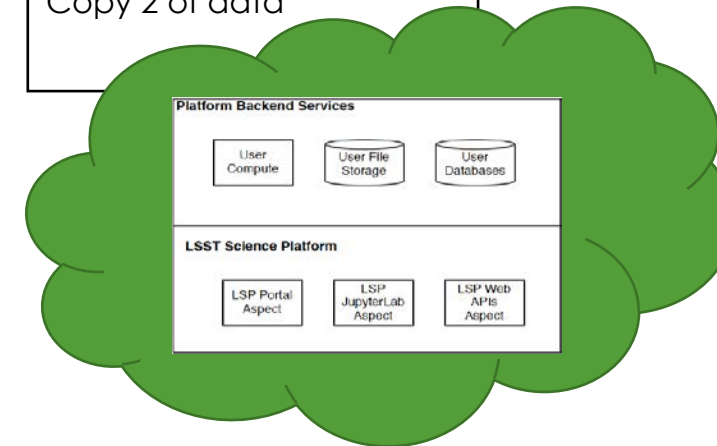 Copy 2 of data
Platform Backend Services
User
Compute
User File
Storage
User
Databases
LSST Science Platform
LSP Portal
Aspect
LSP
JupyterLab
Aspect
LSP Web
APIs
Aspect